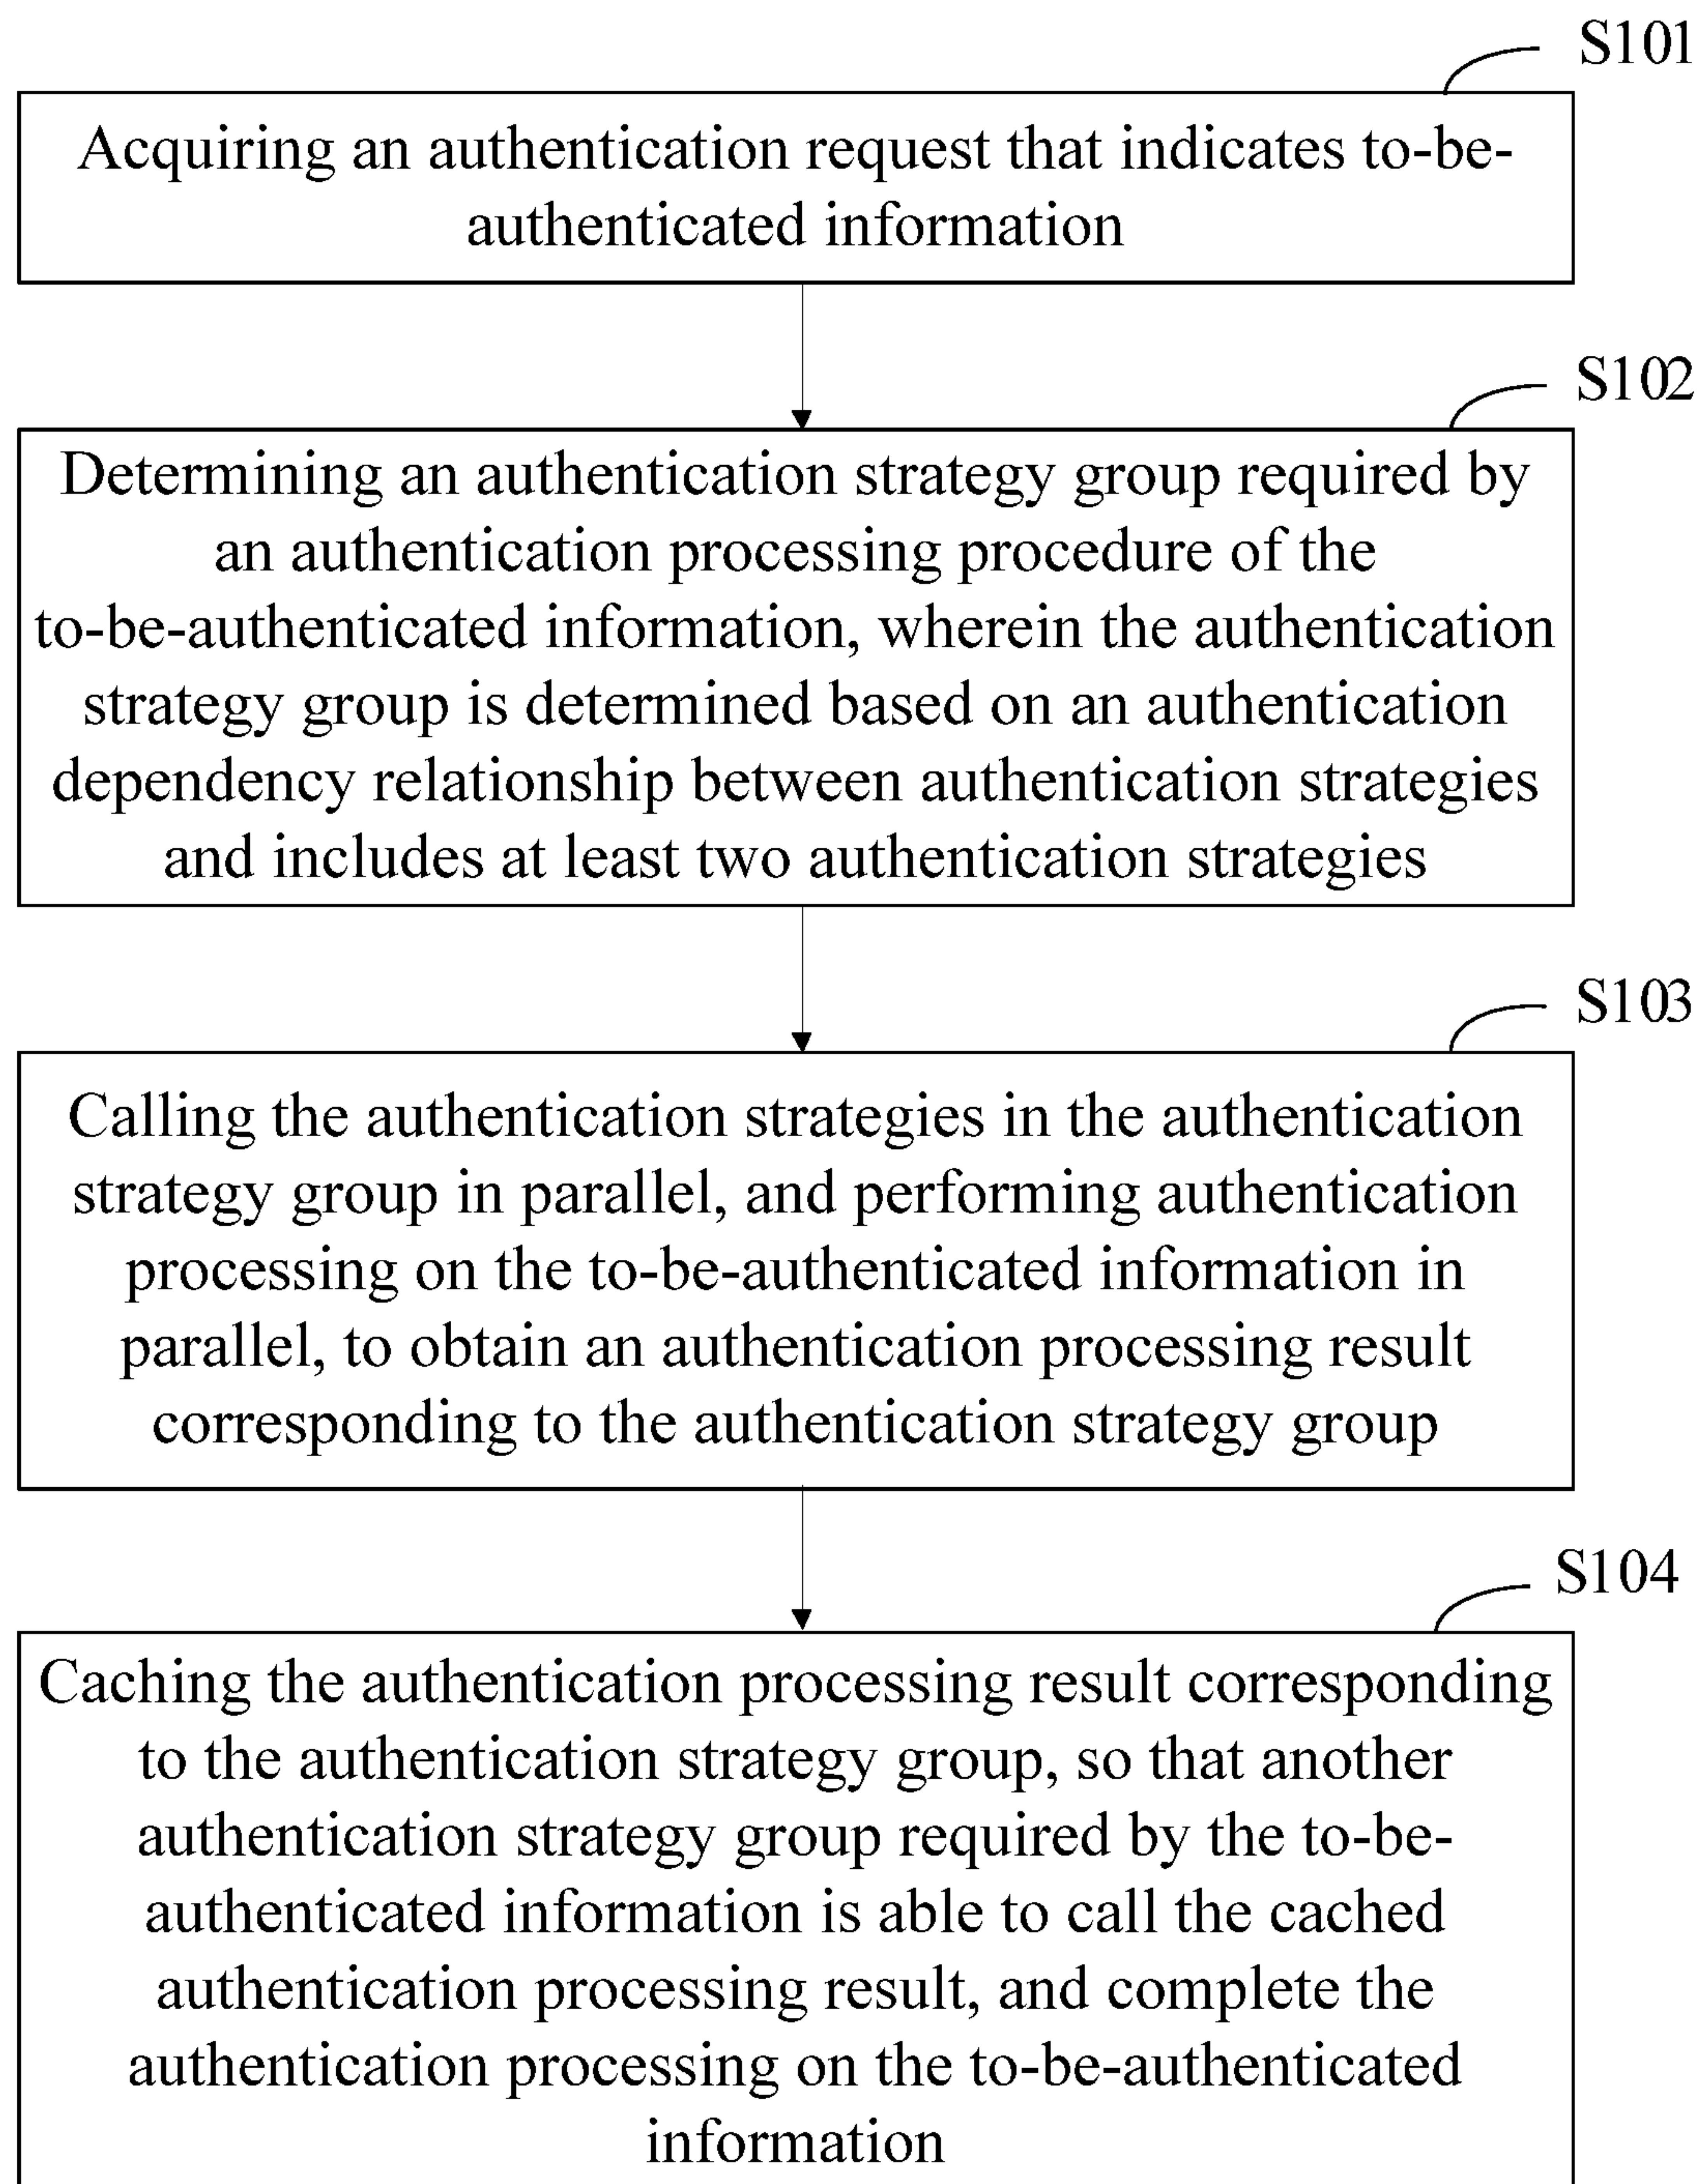 S101
Acquiring an authentication request that indicates to-be-
authenticated information
S102
Determining an authentication strategy group required by
an authentication processing procedure of the
to-be-authenticated information, wherein the authentication
strategy group is determined based on an authentication
dependency relationship between authentication strategies
and includes at least two authentication strategies
S103
Calling the authentication strategies in the authentication
strategy group in parallel, and performing authentication
processing on the to-be-authenticated information in
parallel, to obtain an authentication processing result
corresponding to the authentication strategy group
S104
Caching the authentication processing result corresponding
to the authentication strategy group, so that another
authentication strategy group required by the to-be-
authenticated information is able to call the cached
authentication processing result, and complete the
authentication processing on the to-be-authenticated
information